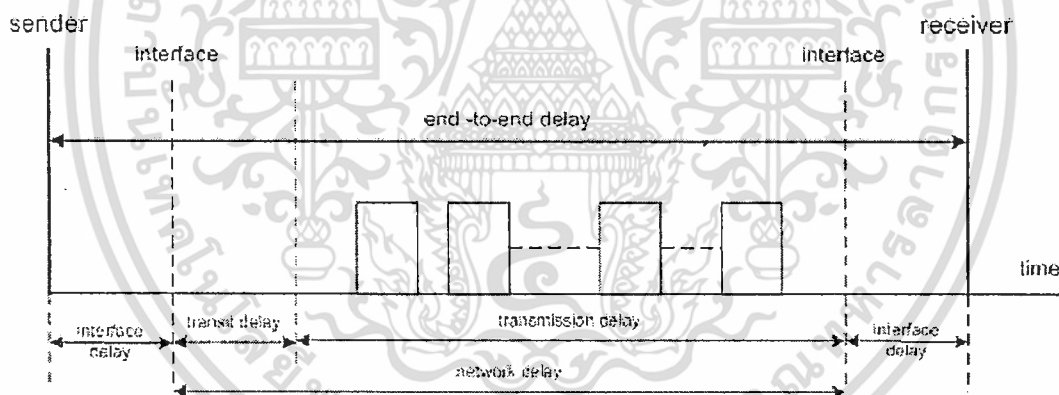 sender
receiver
interface
interface
end -to-end delay
time
interface
delay
transit delay
transmission delay
interface
delay
network delay